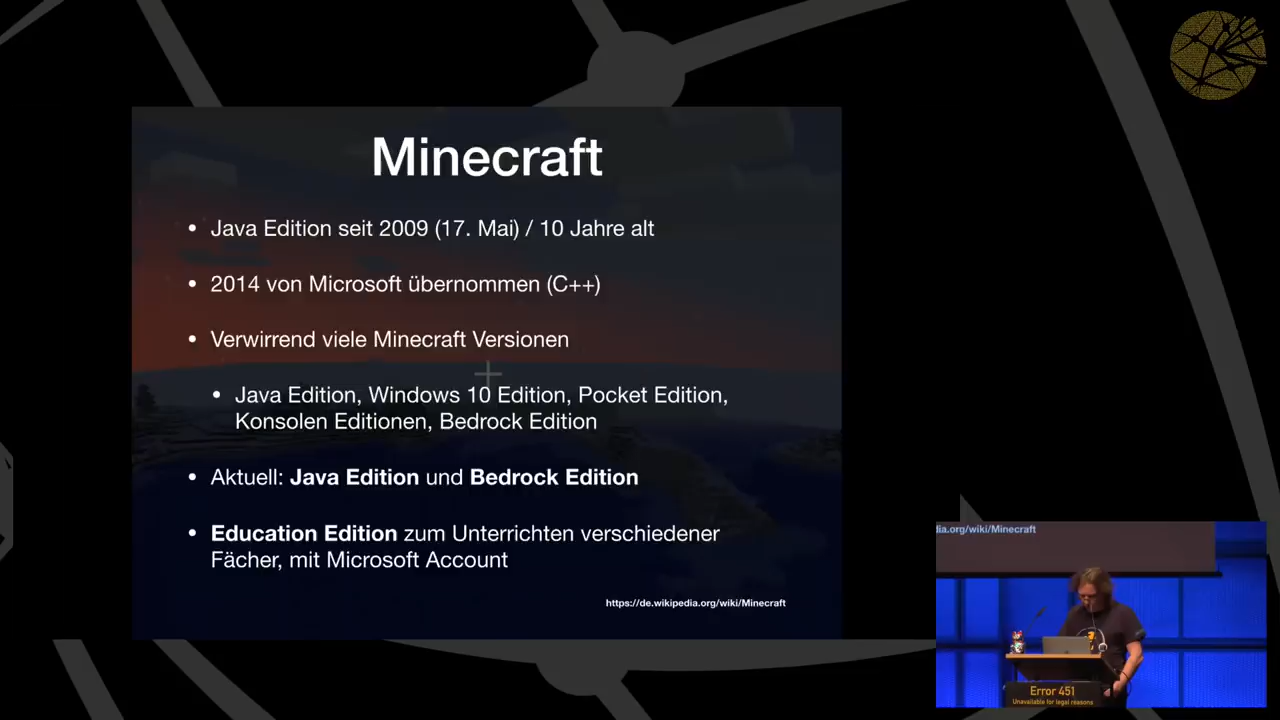 Minecraft
• Java Edition seit 2009 (17. Mai) / 10 Jahre alt
• 2014 von Microsoft übernommen (C++)
• Verwirrend viele Minecraft Versionen
• Java Edition, Windows 10 Edition, Pocket Edition,
Konsolen Editionen, Bedrock Edition
• Aktuell: Java Edition und Bedrock Edition
• Education Edition zum Unterrichten verschiedener
Fächer, mit Microsoft Account
https://de.wikipedia.org/wiki/Minecraft
dia.org/wiki/Minecraft
Error 451
Unavailable for legal reasons